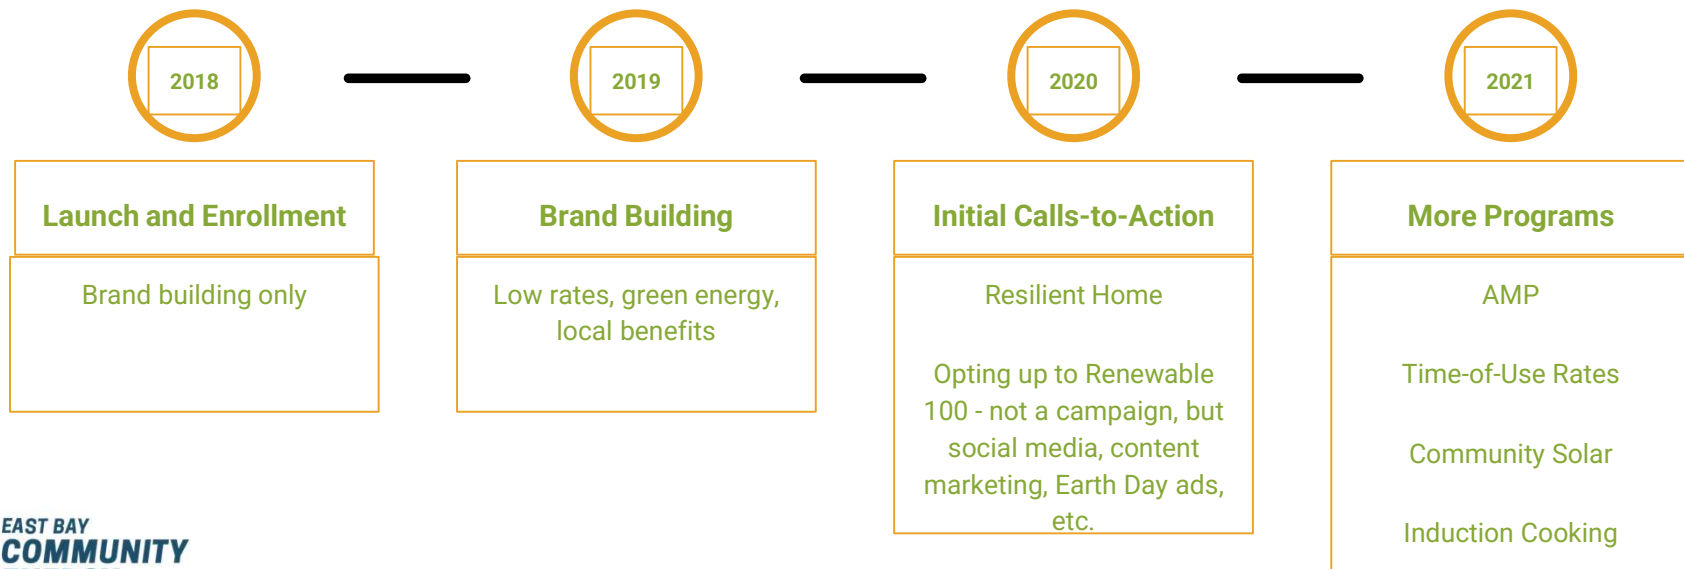 2018
2019
2020
2021
Launch and Enrollment
Brand building only
Brand Building
Low rates, green energy,
local benefits
Initial Calls-to-Action
Resilient Home
Opting up to Renewable
100 - not a campaign, but
social media, content
marketing, Earth Day ads,
etc.
More Programs
AMP
Time-of-Use Rates
Community Solar
Induction Cooking
EAST BAY
COMMUNITY